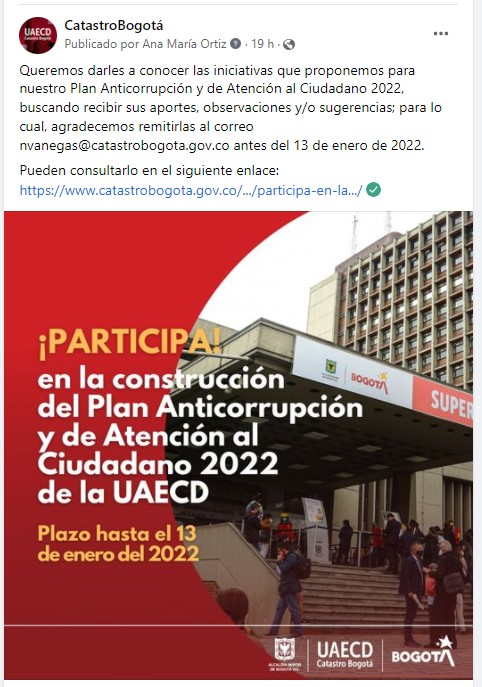 UAECD
Catastro Bogotá
CatastroBogotá
Publicado por Ana María Ortiz · 19 h ·
Queremos darles a conocer las iniciativas que proponemos para
nuestro Plan Anticorrupción y de Atención al Ciudadano 2022,
buscando recibir sus aportes, observaciones y/o sugerencias; para lo
cual, agradecemos remitirlas al correo
nvanegas@catastrobogota.gov.co antes del 13 de enero de 2022.
Pueden consultarlo en el siguiente enlace:
https://www.catastrobogota.gov.co/.../participa-en-la.../
¡PARTICIPA!
en la construcción
del Plan Anticorrupción
y de Atención al
Ciudadano 2022
de la UAECD
Plazo hasta el 13
de enero del 2022
BOGOTÁ
SUPER
ALCALDÍA MAYOR
DE BOGOTÁ D.C.
UAECD
Catastro Bogotá
BOGOTÁ